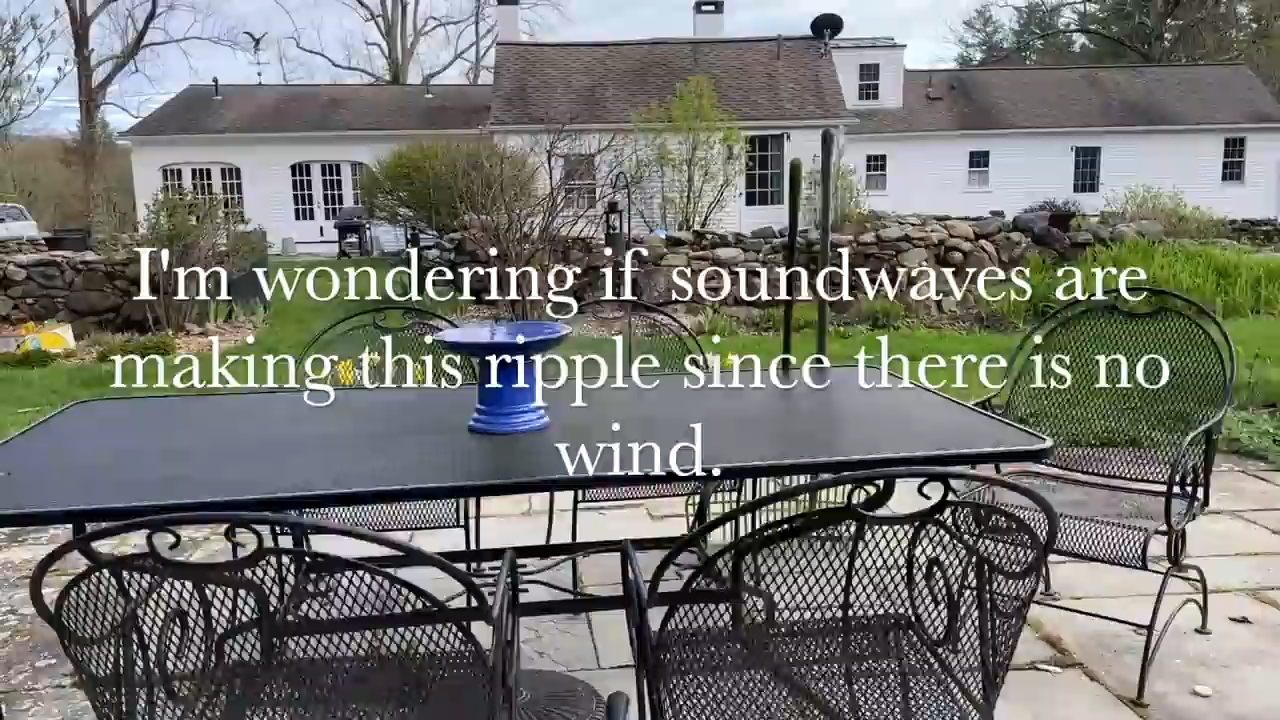 I'm wondering if soundwaves are
making this ripple since there is no
wind.